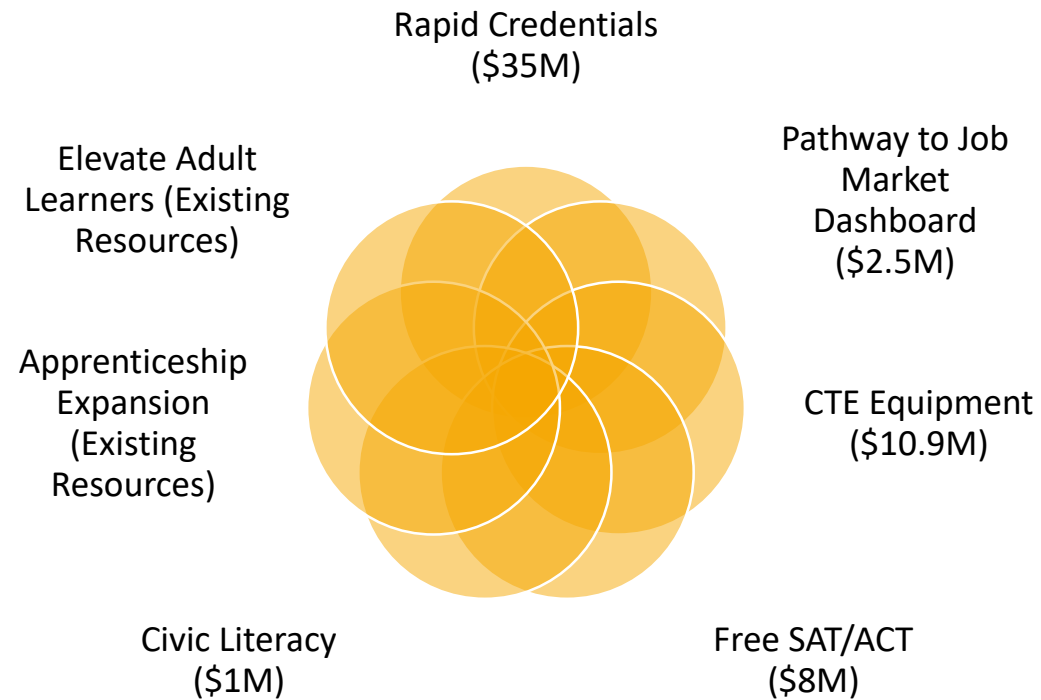 Rapid Credentials
($35M)
Pathway to Job
Market
Dashboard
($2.5M)
CTE Equipment
($10.9M)
Free SAT/ACT
($8M)
Civic Literacy
($1M)
Apprenticeship
Expansion
(Existing
Resources)
Elevate Adult
Learners (Existing
Resources)